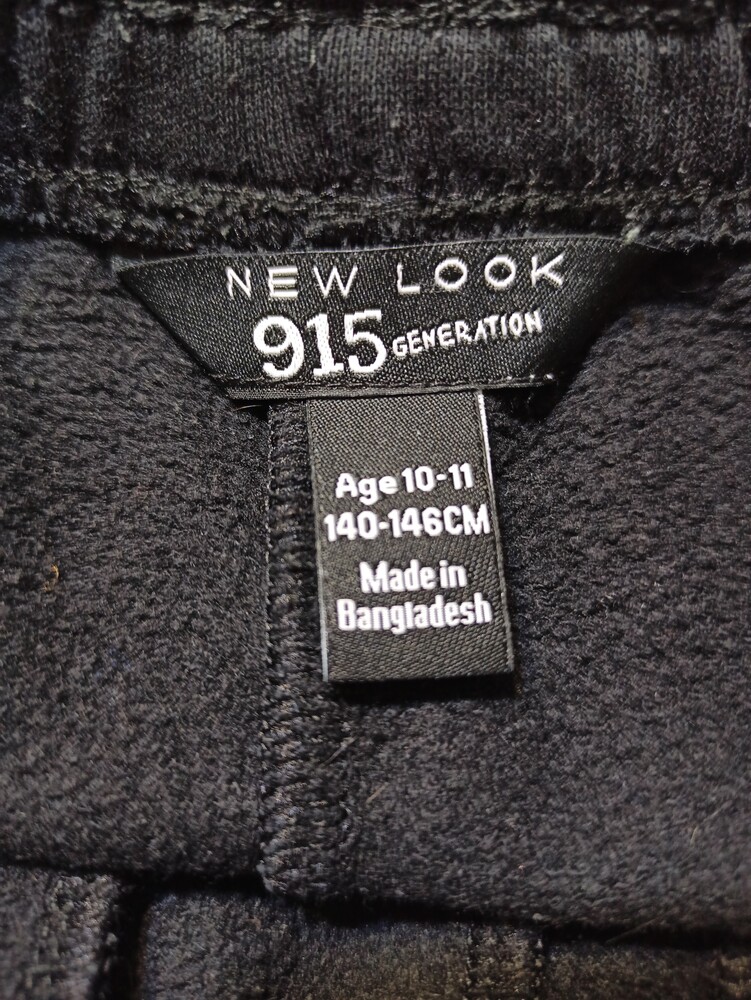 NEW LOOK
915 GENERATION
Age 10-11
140-146CM
Made in
Bangladesh